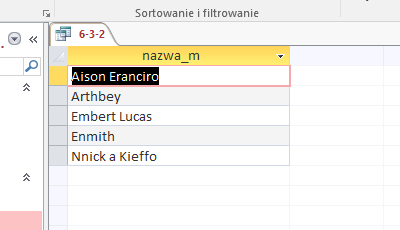 Sortowanie i filtrowanie
6-3-2
nazwa_m
Aison Eranciro
Arthbey
Embert Lucas
Enmith
Nnick a Kieffo